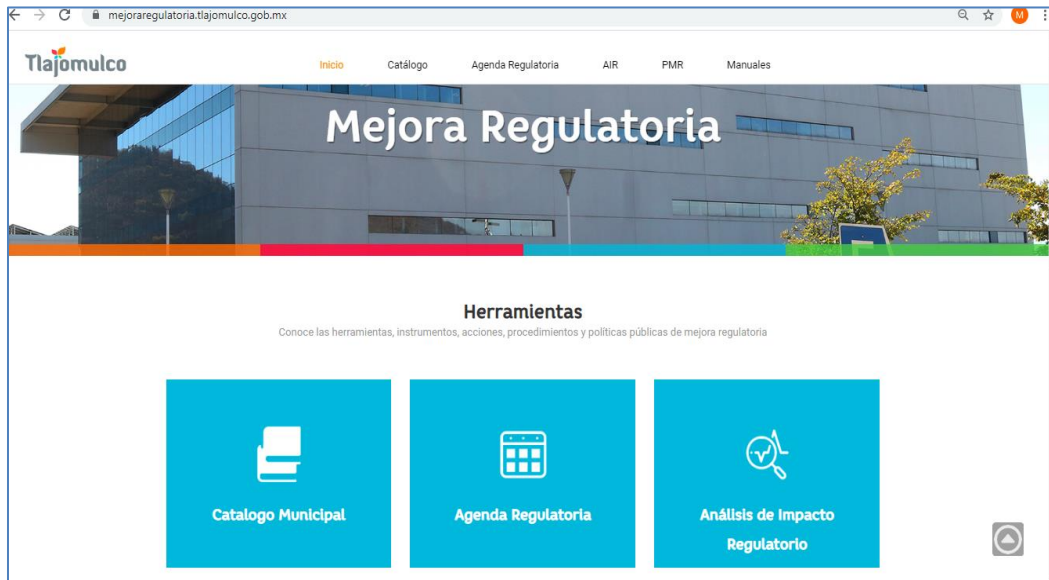 mejoraregulatoria.tlajomulco.gob.mx
M
Tlajomulco
Inicio Catálogo Agenda Regulatoria AIR PMR Manuales
Mejora Regulatoria
Herramientas
Conoce las herramientas, instrumentos, acciones, procedimientos y políticas públicas de mejora regulatoria
Catalogo Municipal
Agenda Regulatoria
Análisis de Impacto
Regulatorio